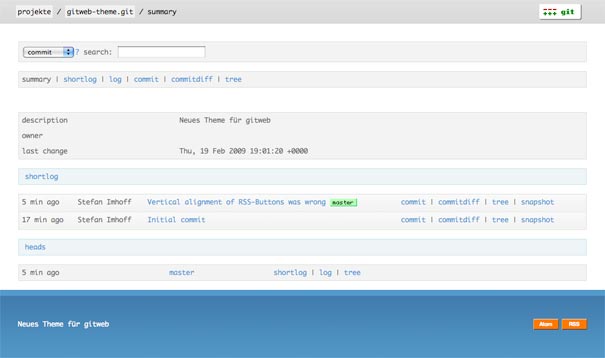 projekte / gitweb-theme.git / summary git
commit ? search:
summary | shortlog | log | commit | commitdiff | tree
description Neues Theme für gitweb
owner
last change Thu, 19 Feb 2009 19:01:20 +0000
shortlog
5 min ago Stefan Imhoff Vertical alignment of RSS-Buttons was wrong master commit | commitdiff | tree | snapshot
17 min ago Stefan Imhoff Initial commit commit | commitdiff | tree | snapshot
heads
5 min ago master shortlog | log | tree
Neues Theme für gitweb Atom RSS